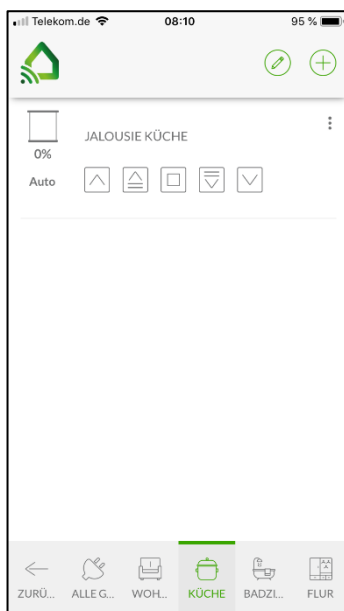 Telekom.de 08:10 95 %
JALOUSIE KÜCHE
0%
Auto
ZURÜ... ALLE G... WOH... KÜCHE BADZI... FLUR